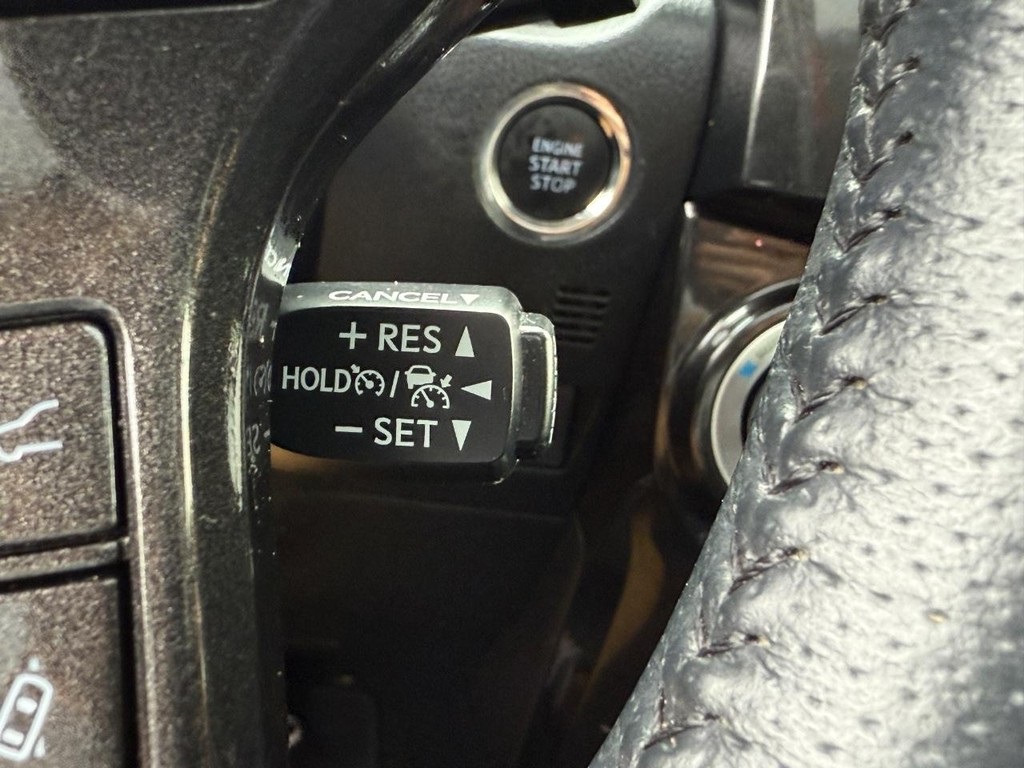 ENGINE
START
STOP
CANCEL▼
+ RES ▲
HOLD / ◄
− SET ▼